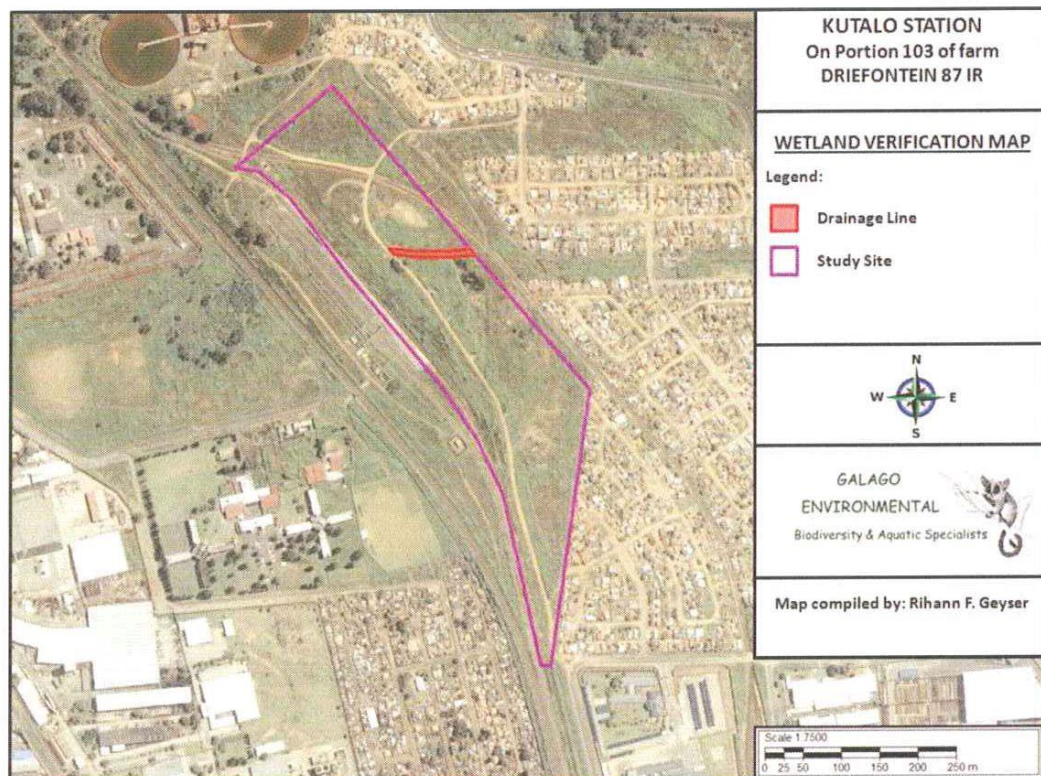 KUTALO STATION
On Portion 103 of farm
DRIEFONTEIN 87 IR
WETLAND VERIFICATION MAP
Legend:
Drainage Line
Study Site
N
W E
S
GALAGO
ENVIRONMENTAL
Biodiversity & Aquatic Specialists
Map compiled by: Rihann F. Geyser
Scale 1:7500
0 25 50 100 150 200 250 m